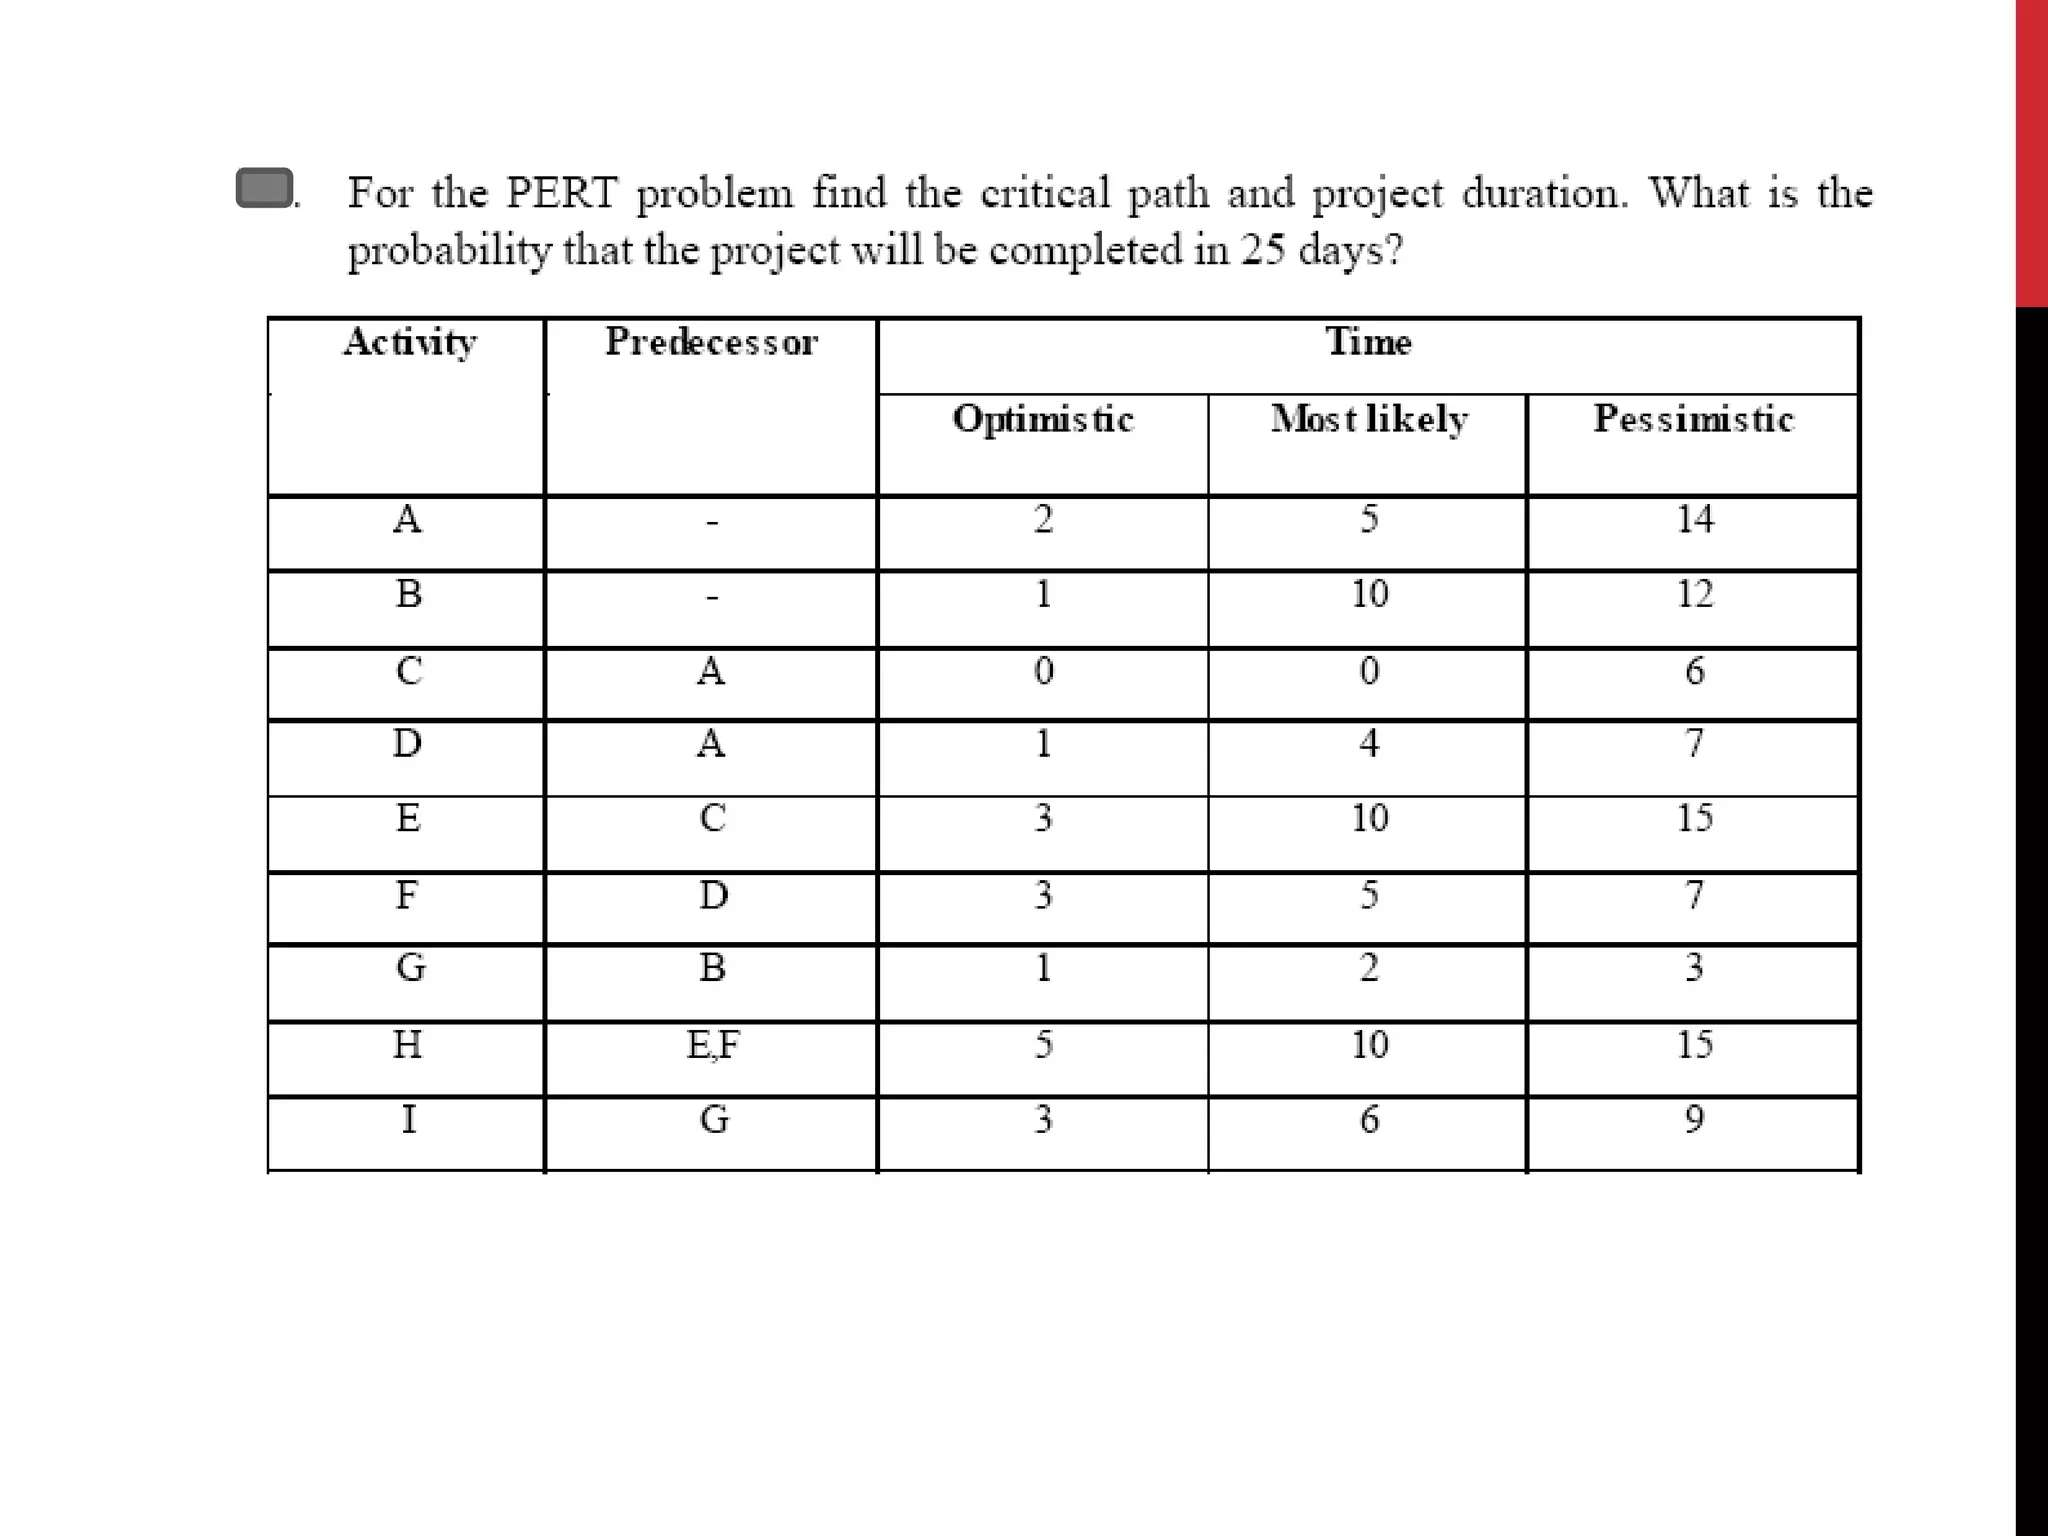 . For the PERT problem find the critical path and project duration. What is the
probability that the project will be completed in 25 days?
Activity Predecessor Time
Optimistic Most likely Pessimistic
A - 2 5 14
B - 1 10 12
C A 0 0 6
D A 1 4 7
E C 3 10 15
F D 3 5 7
G B 1 2 3
H E,F 5 10 15
I G 3 6 9